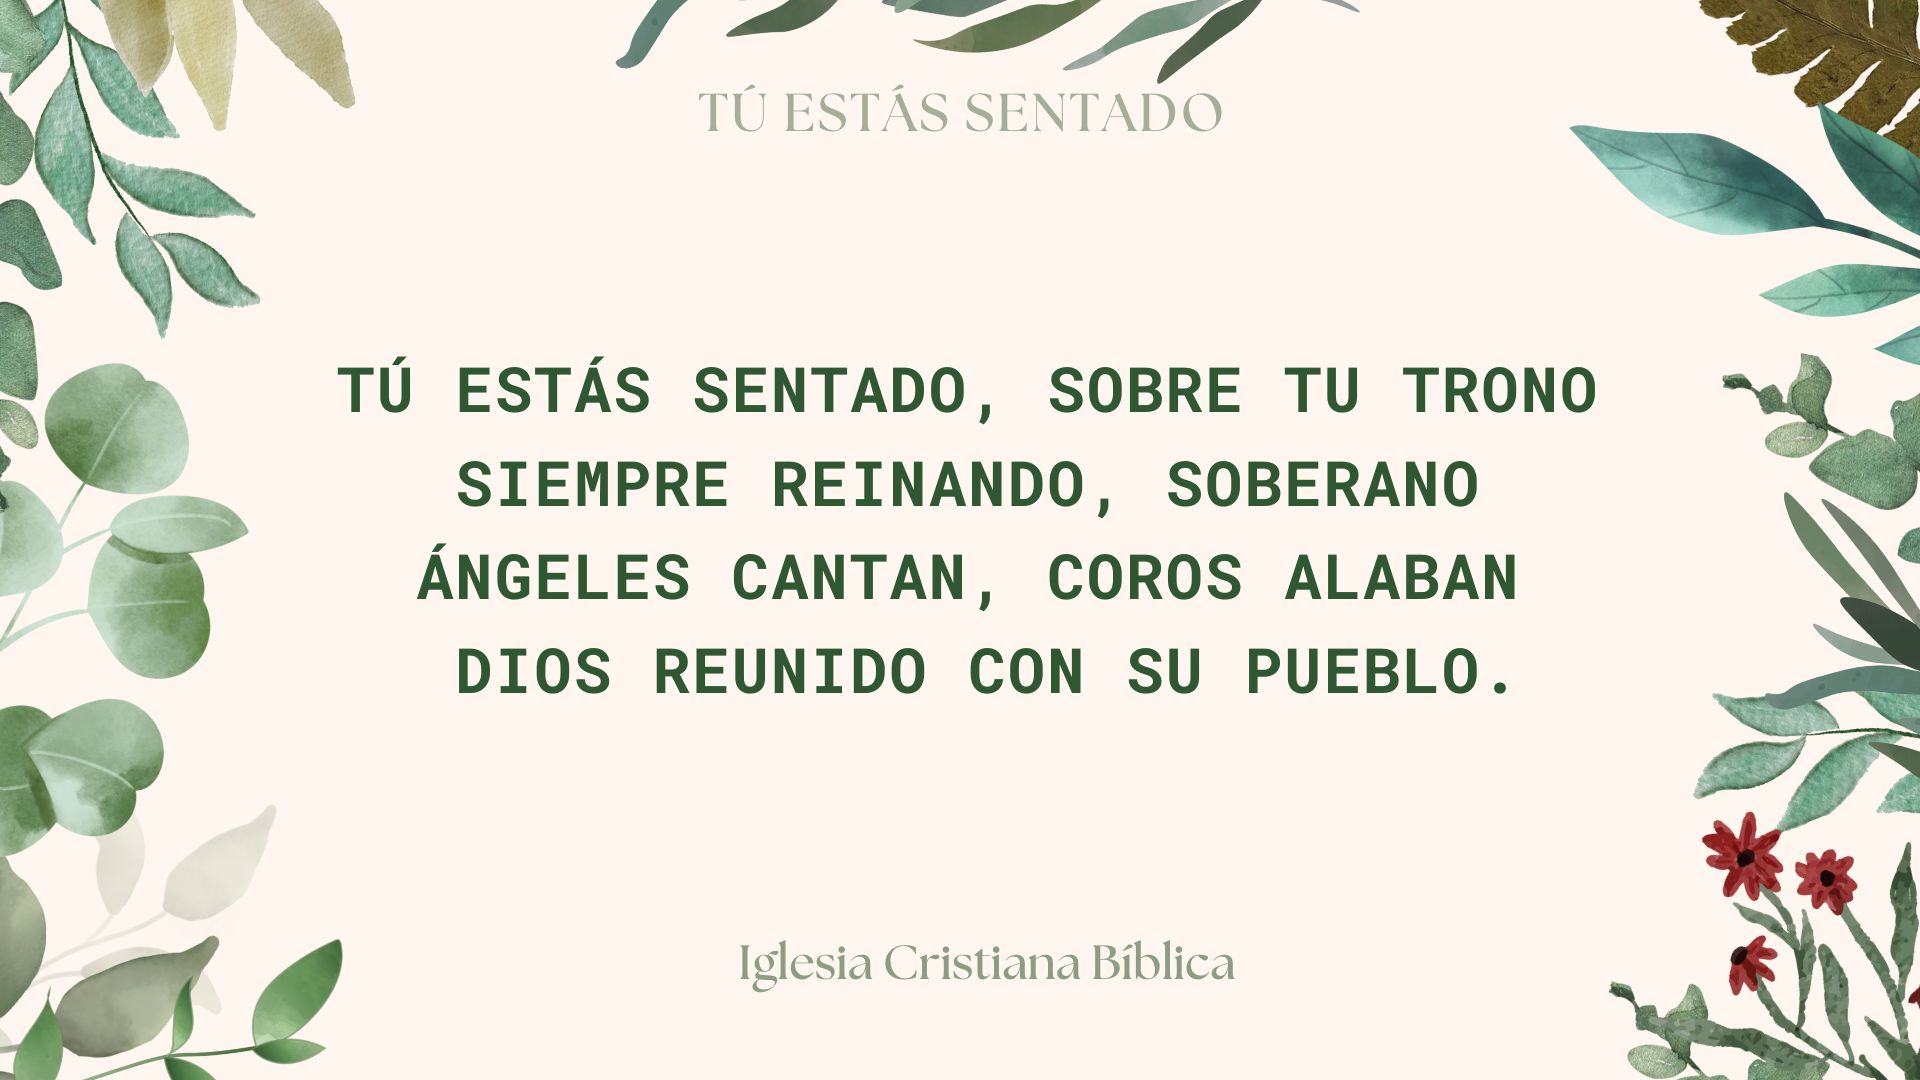 TÚ ESTÁS SENTADO
TÚ ESTÁS SENTADO, SOBRE TU TRONO
SIEMPRE REINANDO, SOBERANO
ÁNGELES CANTAN, COROS ALABAN
DIOS REUNIDO CON SU PUEBLO.
Iglesia Cristiana Bíblica